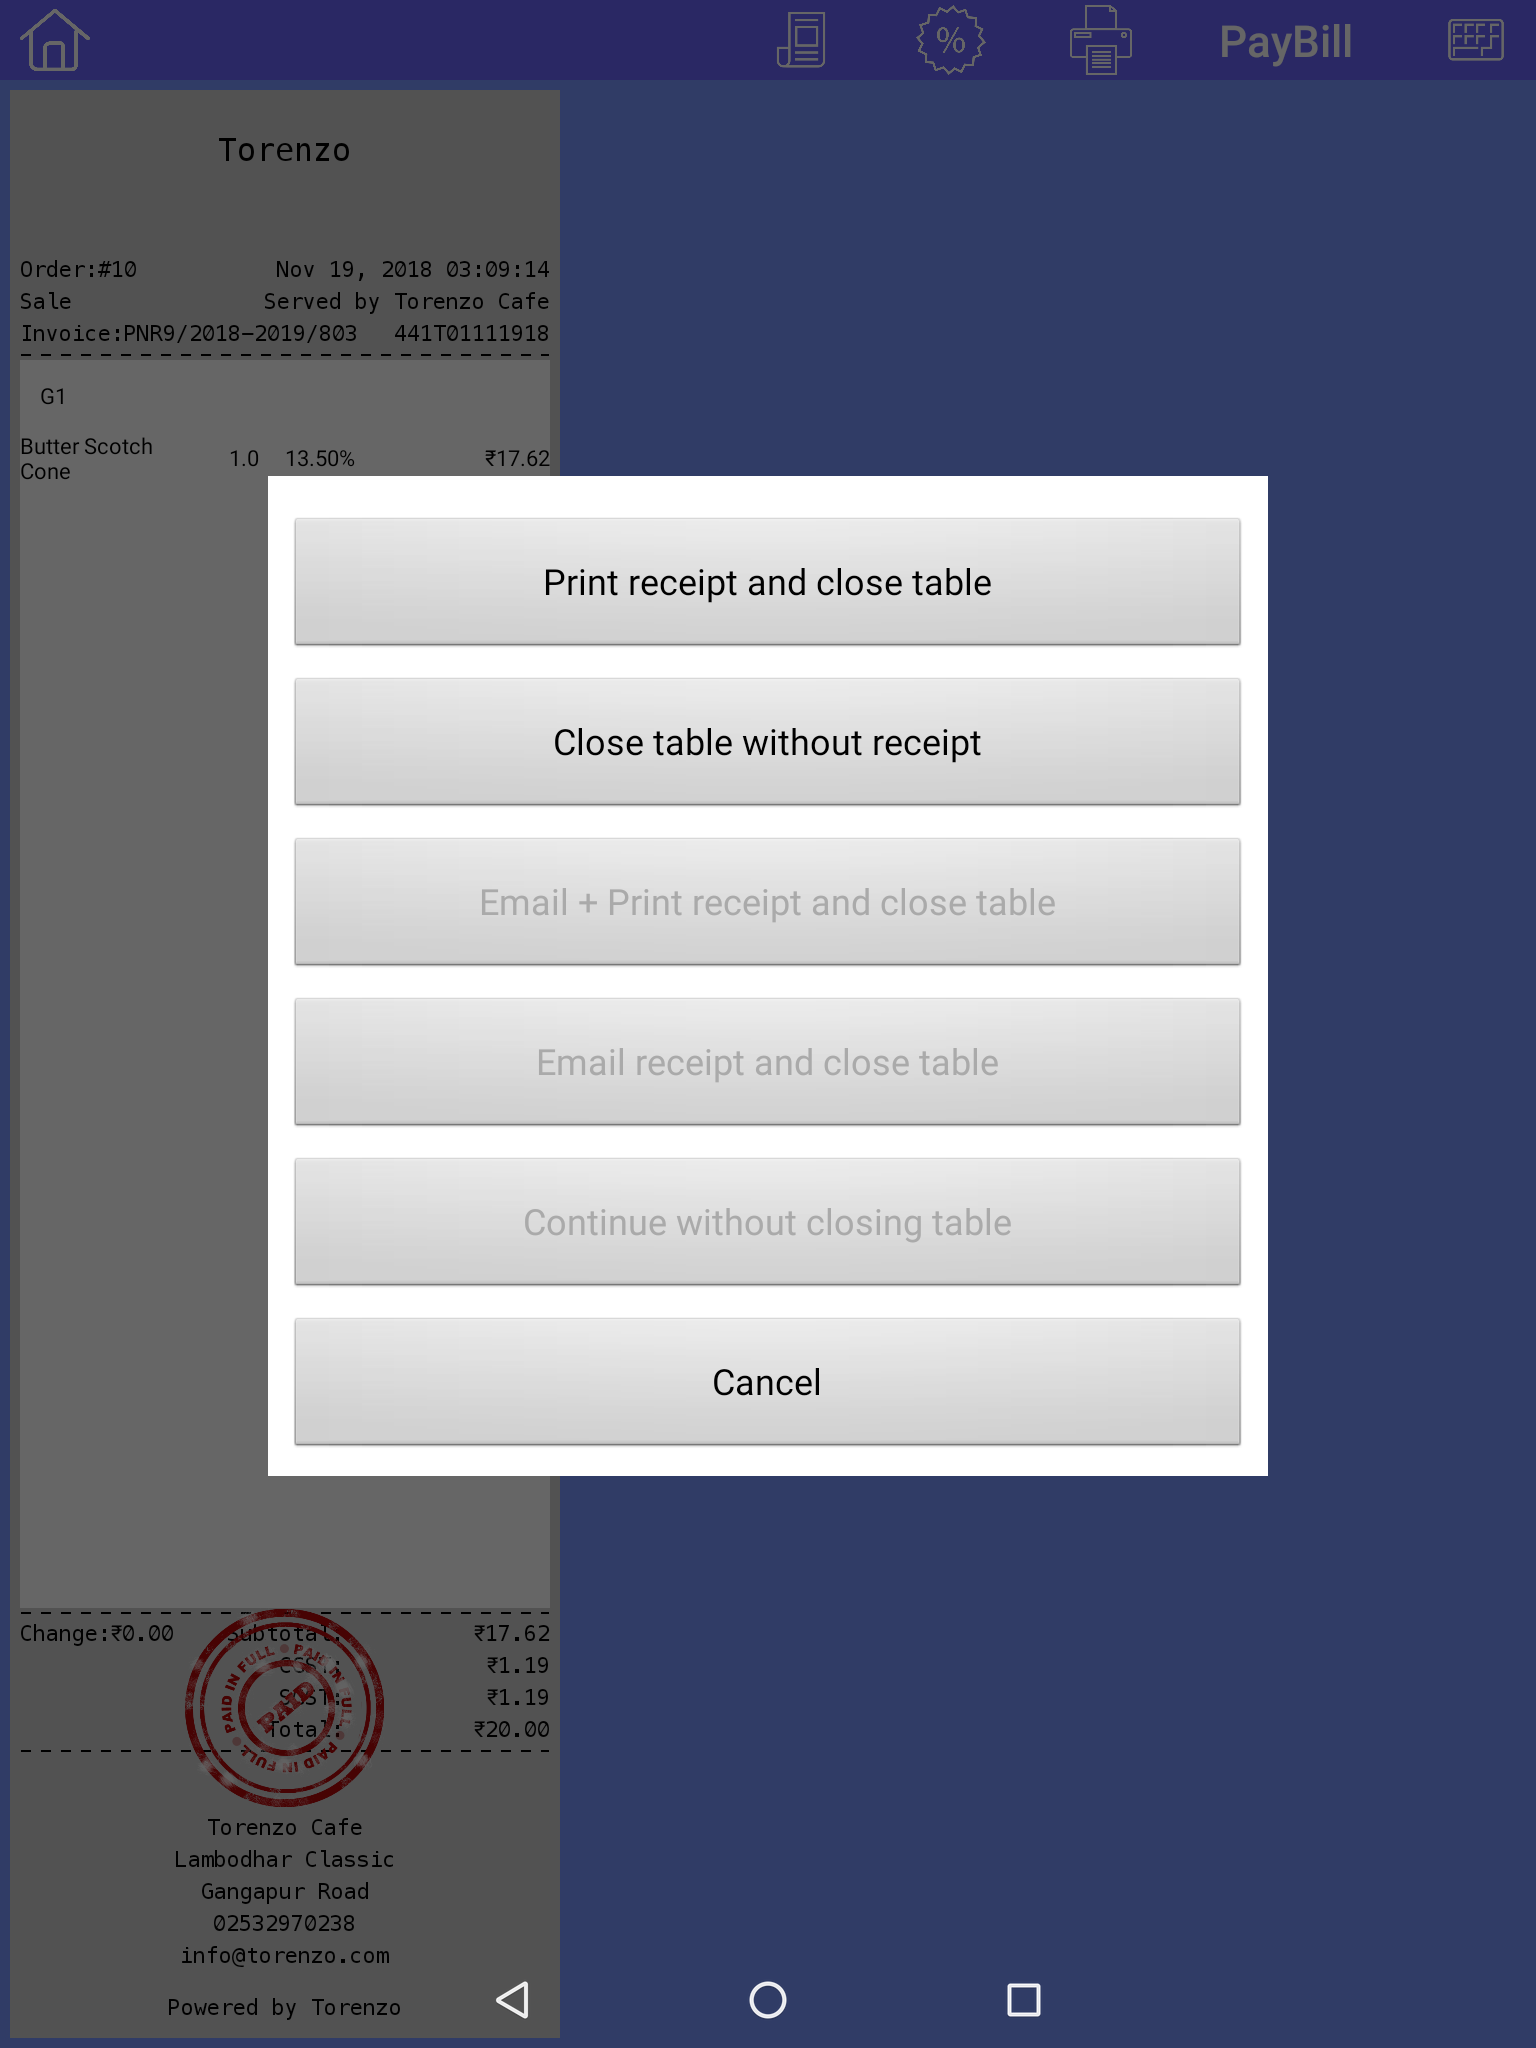 %
PayBill
Torenzo
Order:#10 Nov 19, 2018 03:09:14
Sale Served by Torenzo Cafe
Invoice:PNR9/2018-2019/803 441T01111918
G1
Butter Scotch Cone 1.0 13.50% ₹17.62
Print receipt and close table
Close table without receipt
Email + Print receipt and close table
Email receipt and close table
Continue without closing table
Cancel
Change:₹0.00 Subtotal: ₹17.62
CGST: ₹1.19
SGST: ₹1.19
Total: ₹20.00
PAID IN FULL • PAID IN FULL • PAID IN FULL •
PAID
Torenzo Cafe
Lambodhar Classic
Gangapur Road
02532970238
info@torenzo.com
Powered by Torenzo